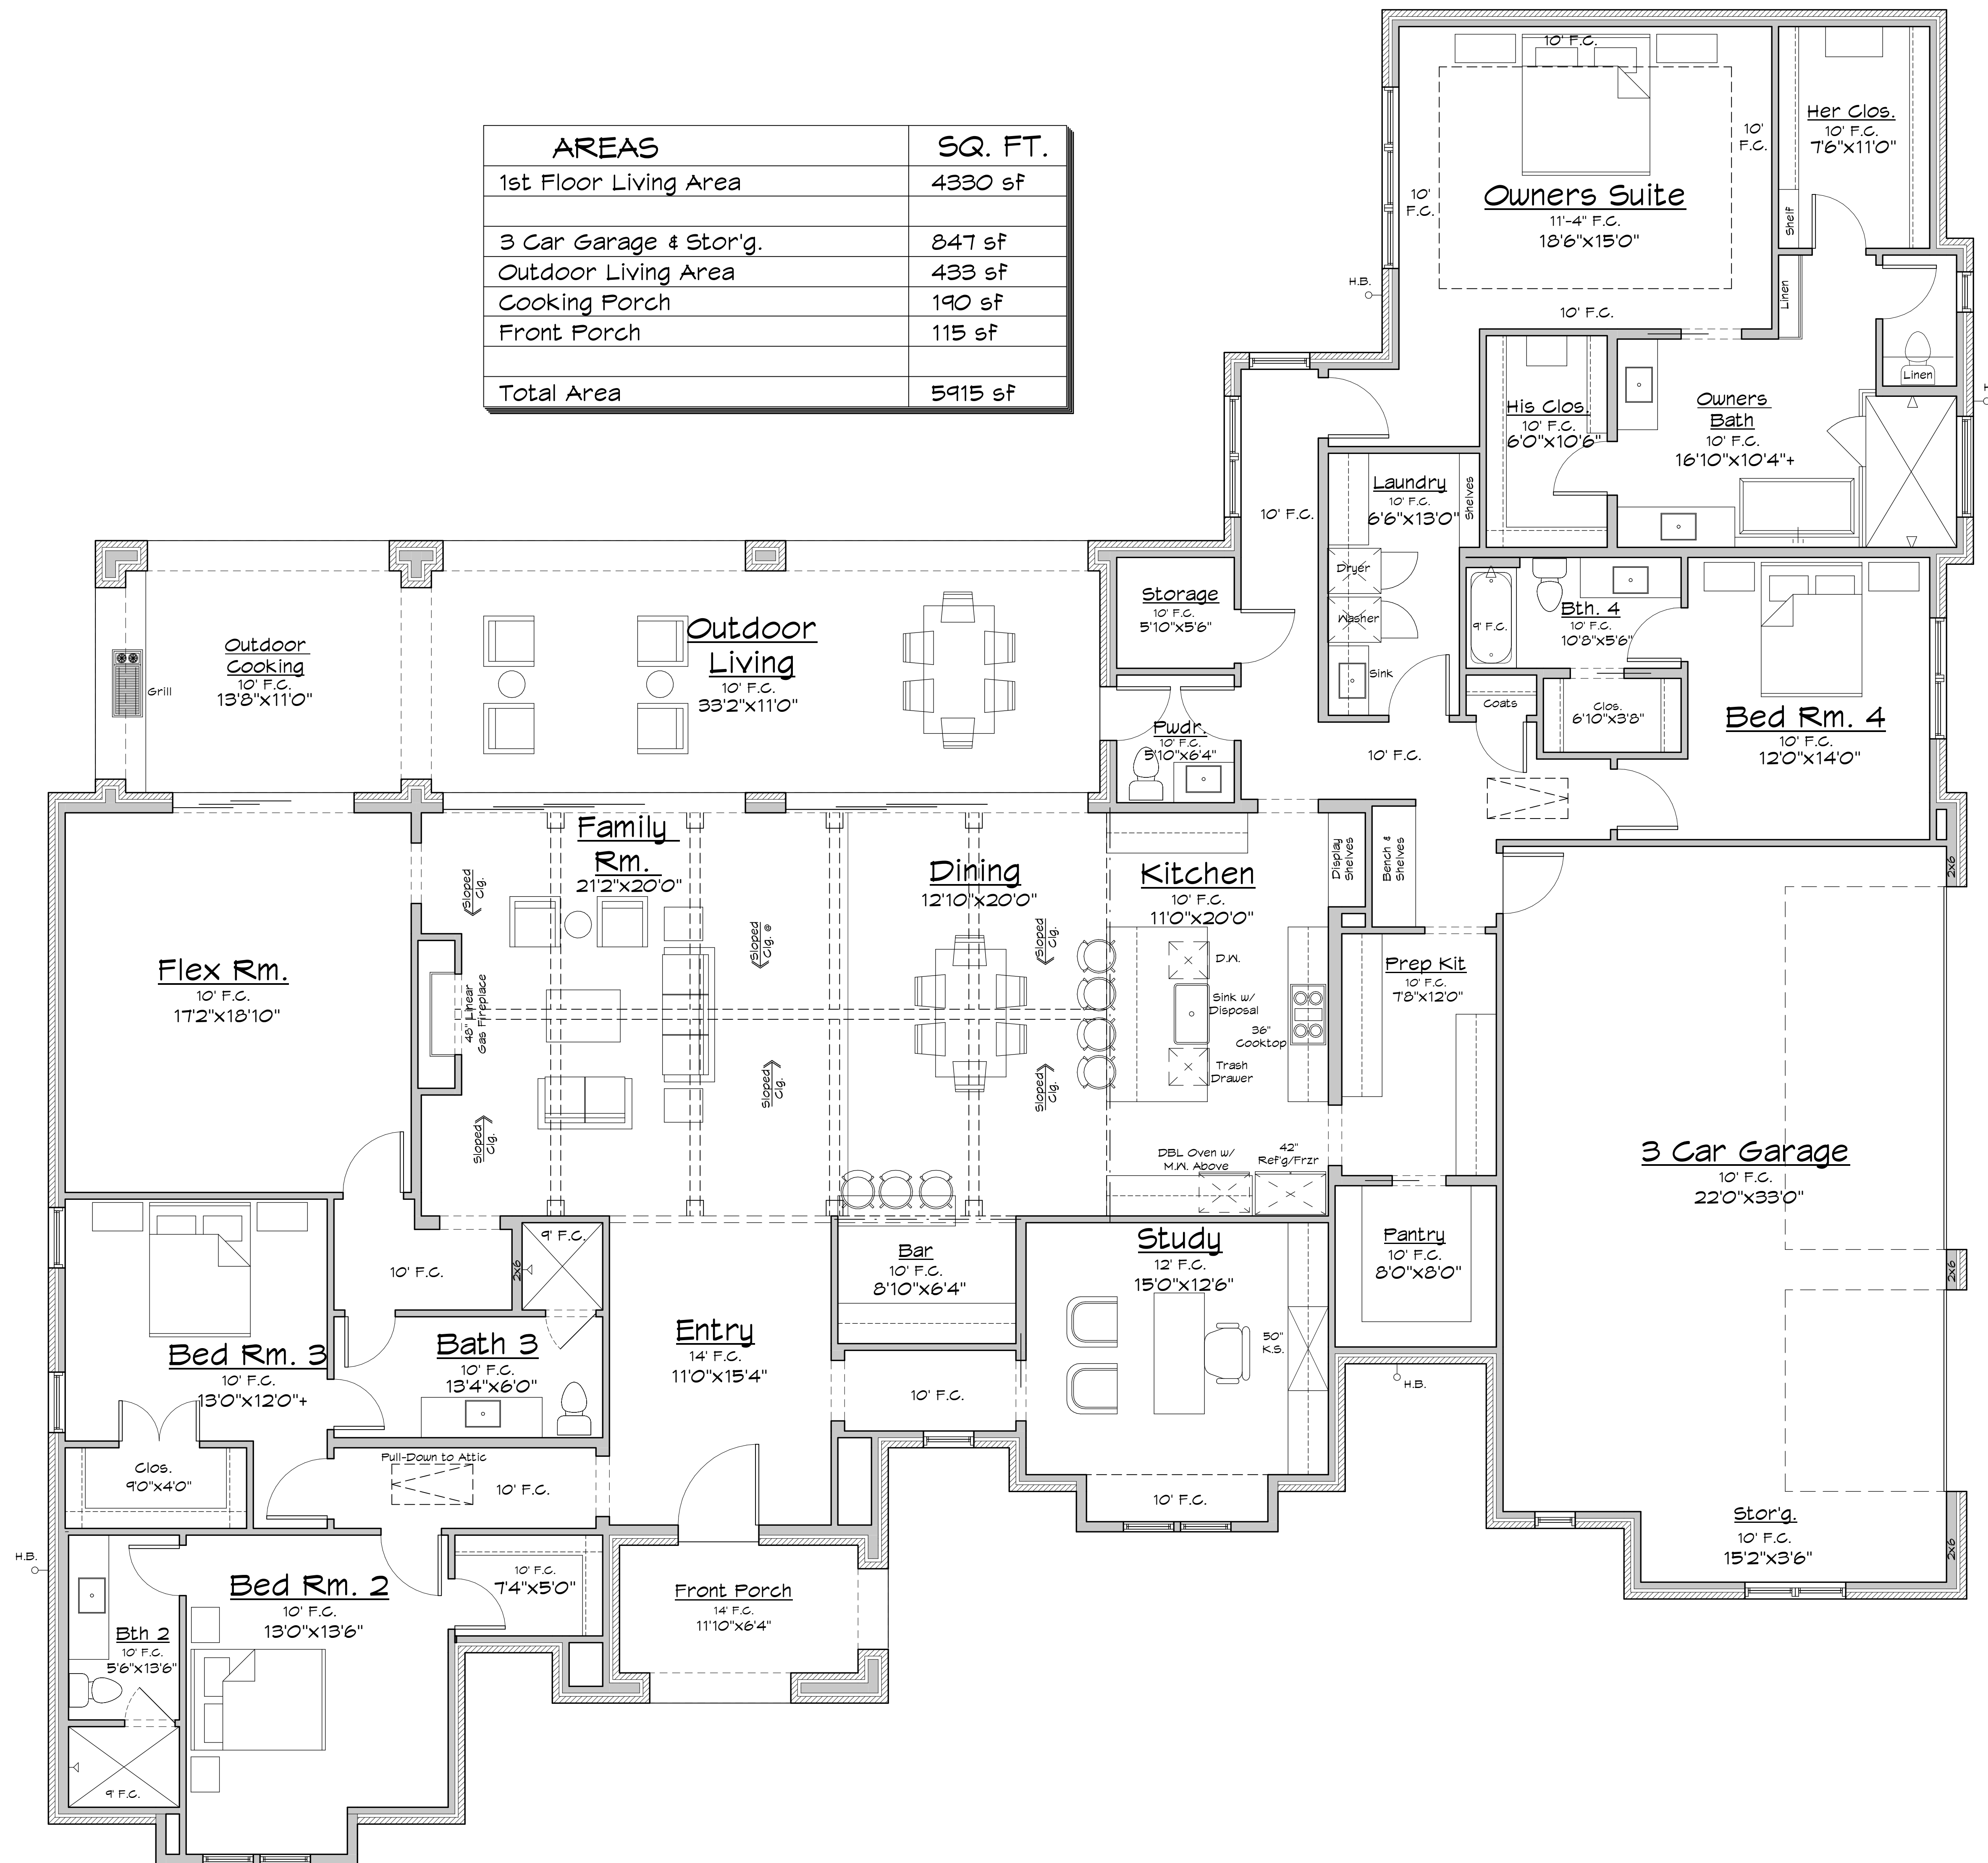 AREAS SQ. FT.
1st Floor Living Area 4330 sf
3 Car Garage & Stor'g. 847 sf
Outdoor Living Area 433 sf
Cooking Porch 190 sf
Front Porch 115 sf
Total Area 5915 sf
10' F.C.
10' F.C.
10' F.C.
Owners Suite
11'-4" F.C.
18'6"x15'0"
10' F.C.
Her Clos.
10' F.C.
7'6"x11'0"
Shelf
Linen
Linen
H.B.
His Clos.
10' F.C.
6'0"x10'6"
Owners
Bath
10' F.C.
16'10"x10'4"+
Laundry
10' F.C.
6'6"x13'0"
Shelves
10' F.C.
Dryer
Washer
Sink
Storage
10' F.C.
5'10"x5'6"
Pwdr.
10' F.C.
5'10"x6'4"
9' F.C.
Bth. 4
10' F.C.
10'8"x5'6"
Coats
Clos.
6'10"x3'8"
Bed Rm. 4
10' F.C.
12'0"x14'0"
10' F.C.
Outdoor
Cooking
10' F.C.
13'8"x11'0"
Grill
Outdoor
Living
10' F.C.
33'2"x11'0"
Family
Rm.
21'2"x20'0"
Sloped
Clg.
Sloped
Clg. @
Sloped
Clg.
Sloped
Clg.
Sloped
Clg.
Sloped
Clg.
48" Linear
Gas Fireplace
Dining
12'10"x20'0"
Kitchen
10' F.C.
11'0"x20'0"
D.W.
Sink w/
Disposal
36"
Cooktop
Trash
Drawer
DBL Oven w/
M.W. Above
42"
Ref'g/Frzr
Display
Shelves
Bench &
Shelves
Prep Kit
10' F.C.
7'8"x12'0"
Flex Rm.
10' F.C.
17'2"x18'10"
3 Car Garage
10' F.C.
22'0"x33'0"
2x6
2x6
2x6
Stor'g.
10' F.C.
15'2"x3'6"
Pantry
10' F.C.
8'0"x8'0"
Study
12' F.C.
15'0"x12'6"
50"
K.S.
10' F.C.
H.B.
Bar
10' F.C.
8'10"x6'4"
10' F.C.
Entry
14' F.C.
11'0"x15'4"
9' F.C.
2x6
10' F.C.
Bath 3
10' F.C.
13'4"x6'0"
Bed Rm. 3
10' F.C.
13'0"x12'0"+
Clos.
9'0"x4'0"
Pull-Down to Attic
10' F.C.
H.B.
Bed Rm. 2
10' F.C.
13'0"x13'6"
10' F.C.
7'4"x5'0"
Bth 2
10' F.C.
5'6"x13'6"
9' F.C.
Front Porch
14' F.C.
11'10"x6'4"